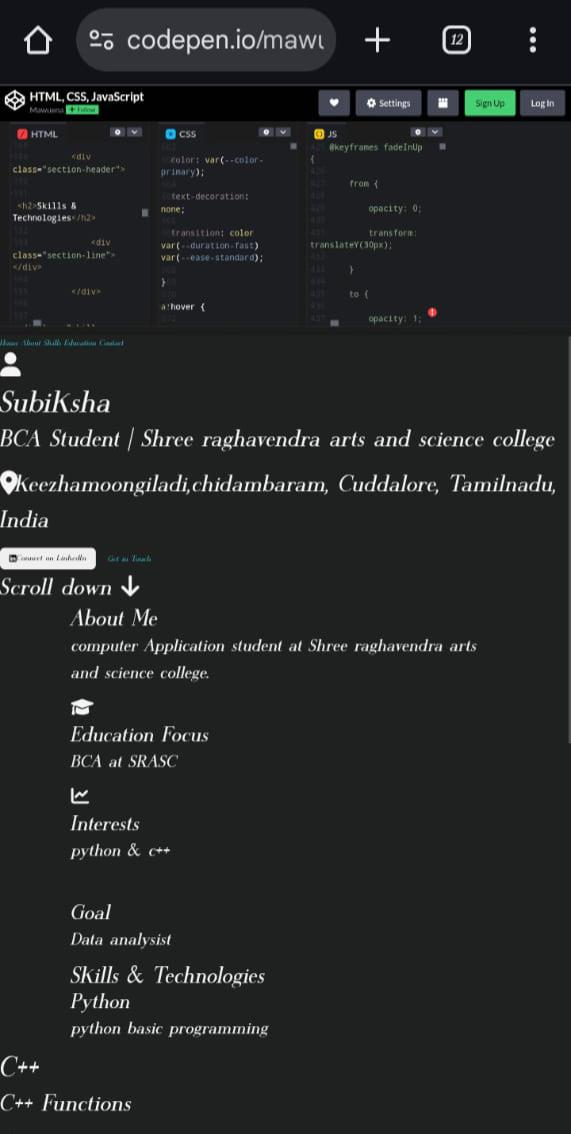 codepen.io/mawu
12
HTML, CSS, JavaScript
Mawuena + Follow
Settings
Sign Up
Log In
HTML
<div
class="section-header">
<h2>Skills &
Technologies</h2>
<div
class="section-line">
</div>
</div>
CSS
color: var(--color-
primary);
text-decoration:
none;
transition: color
var(--duration-fast)
var(--ease-standard);
}
a:hover {
JS
@keyframes fadeInUp
{
from {
opacity: 0;
transform:
translateY(30px);
}
to {
opacity: 1;
Home About Skills Education Contact
SubiKsha
BCA Student | Shree raghavendra arts and science college
Keezhamoongiladi,chidambaram, Cuddalore, Tamilnadu,
India
Connect on LinkedIn
Get in Touch
Scroll down
About Me
computer Application student at Shree raghavendra arts
and science college.
Education Focus
BCA at SRASC
Interests
python & c++
Goal
Data analysist
Skills & Technologies
Python
python basic programming
C++
C++ Functions